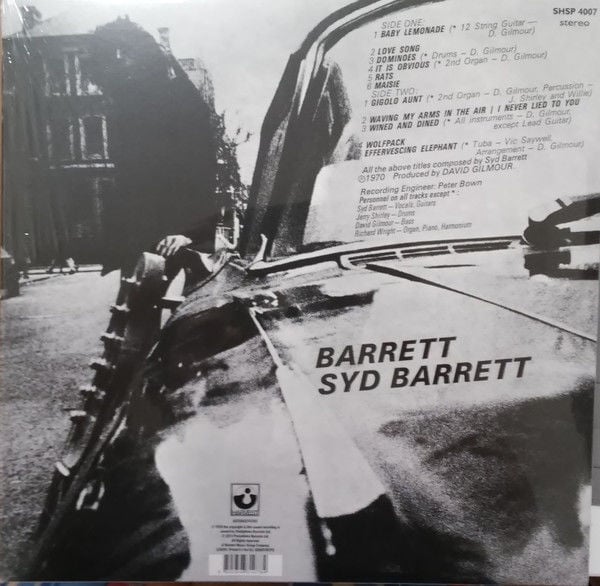 SHSP 4007
stereo
SIDE ONE:
1 BABY LEMONADE (* 12 String Guitar —
D. Gilmour)
2 LOVE SONG
3 DOMINOES (* Drums — D. Gilmour)
4 IT IS OBVIOUS (* 2nd Organ — D. Gilmour)
5 RATS
6 MAISIE
SIDE TWO:
1 GIGOLO AUNT (* 2nd Organ — D. Gilmour, Percussion —
J. Shirley and Willie)
2 WAVING MY ARMS IN THE AIR / I NEVER LIED TO YOU
3 WINED AND DINED (* All instruments — D. Gilmour,
except Lead Guitar)
4 WOLFPACK
EFFERVESCING ELEPHANT (* Tuba — Vic Saywell,
Arrangement — D. Gilmour)
All the above titles composed by Syd Barrett
℗1970 Produced by DAVID GILMOUR.
Recording Engineer: Peter Bown
Personnel on all tracks except * :
Syd Barrett — Vocals, Guitars
Jerry Shirley — Drums
David Gilmour — Bass
Richard Wright — Organ, Piano, Harmonium
BARRETT
SYD BARRETT